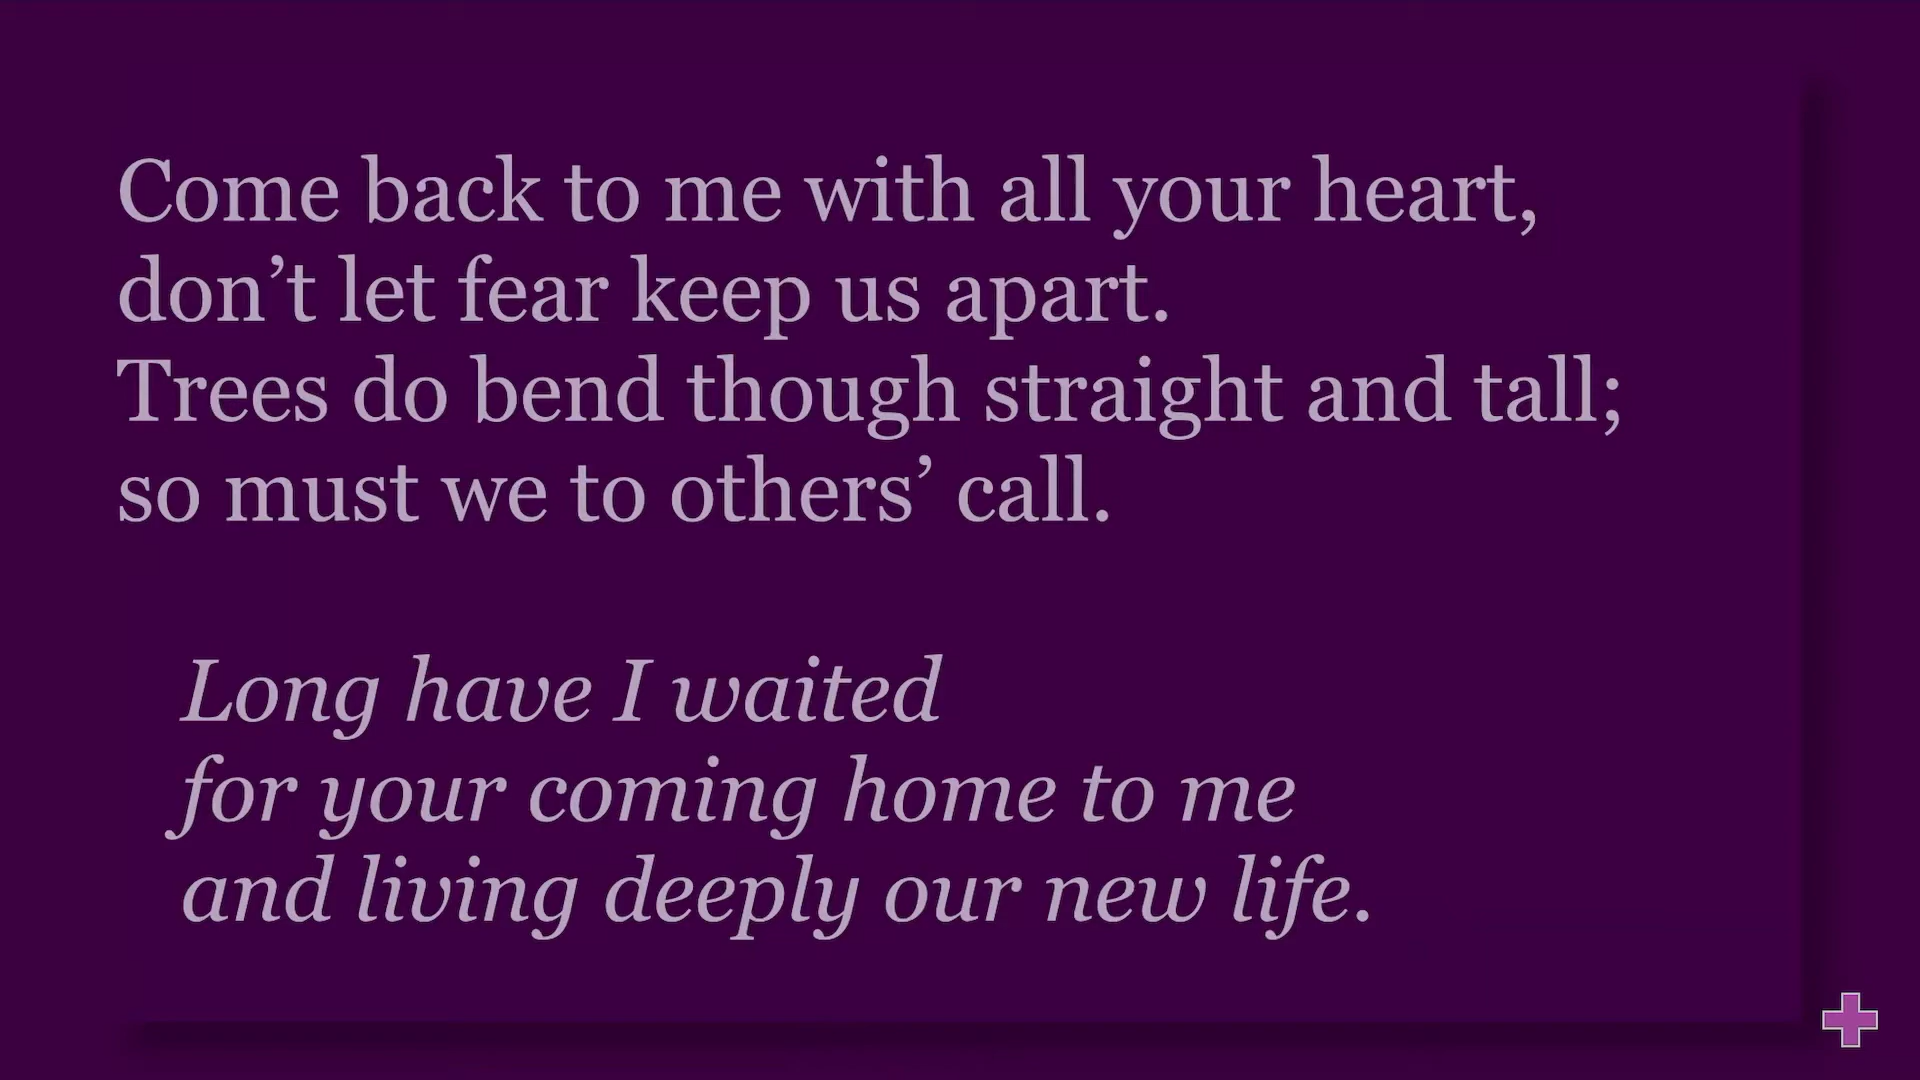 Come back to me with all your heart,
don’t let fear keep us apart.
Trees do bend though straight and tall;
so must we to others’ call.
Long have I waited
for your coming home to me
and living deeply our new life.